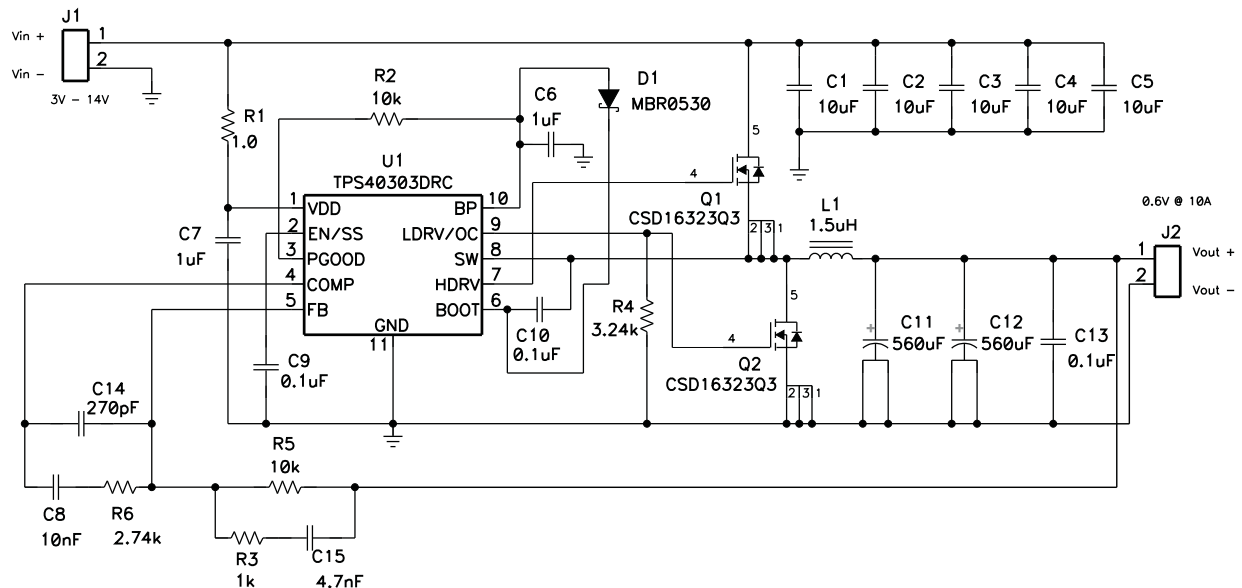 J1
Vin +
1
2
Vin -
3V - 14V
R1
1.0
R2
10k
C6
1uF
D1
MBR0530
C1
10uF
C2
10uF
C3
10uF
C4
10uF
C5
10uF
U1
TPS40303DRC
1
VDD
BP
10
2
EN/SS
LDRV/OC
9
3
PGOOD
SW
8
4
COMP
HDRV
7
5
FB
BOOT
6
GND
11
C7
1uF
5
4
Q1
CSD16323Q3
2
3
1
L1
1.5uH
0.6V @ 10A
J2
1
2
Vout +
Vout -
C10
0.1uF
R4
3.24k
5
4
Q2
CSD16323Q3
2
3
1
+
C11
560uF
+
C12
560uF
C13
0.1uF
C9
0.1uF
C14
270pF
C8
10nF
R6
2.74k
R5
10k
R3
1k
C15
4.7nF